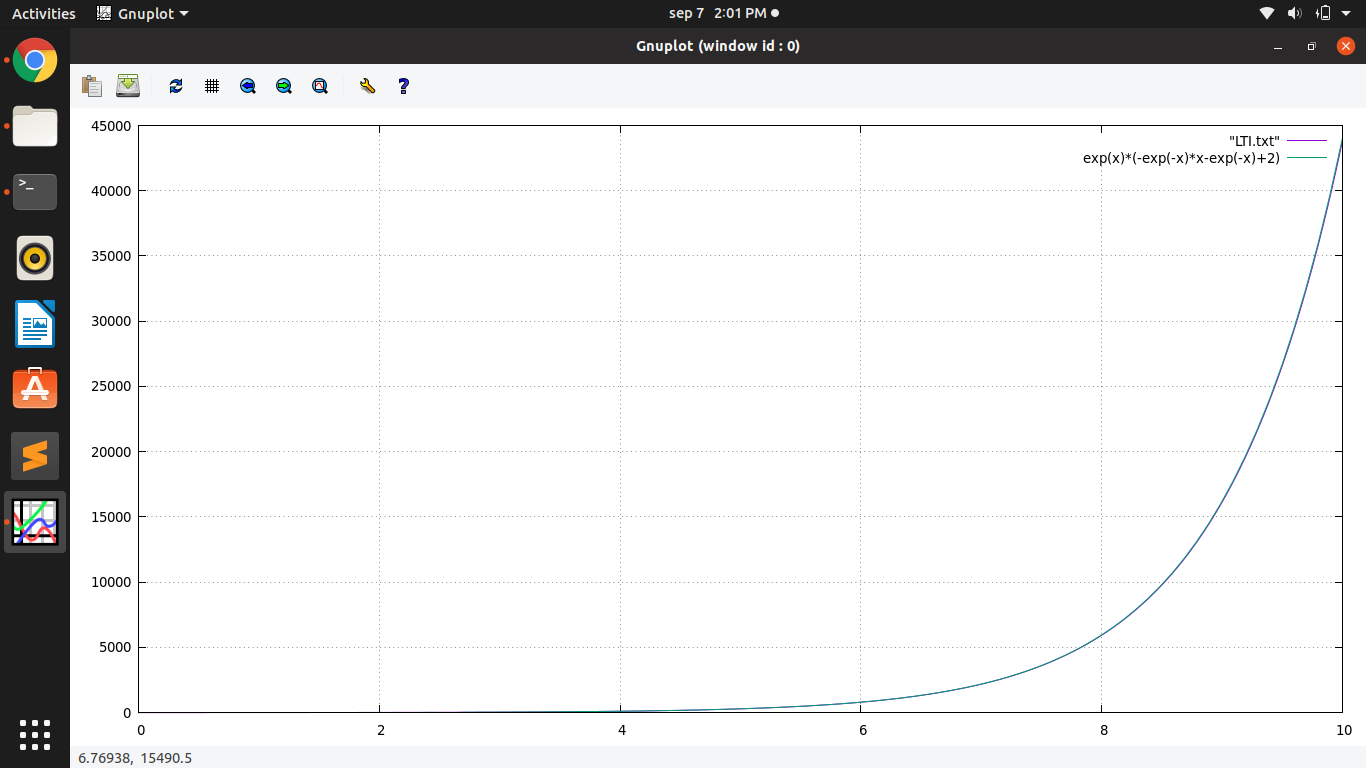 Activities Gnuplot sep 7 2:01 PM
Gnuplot (window id : 0)
?
>_
45000
"LTI.txt"
exp(x)*(-exp(-x)*x-exp(-x)+2)
40000
35000
30000
25000
20000
15000
10000
5000
0
0 2 4 6 8 10
6.76938, 15490.5